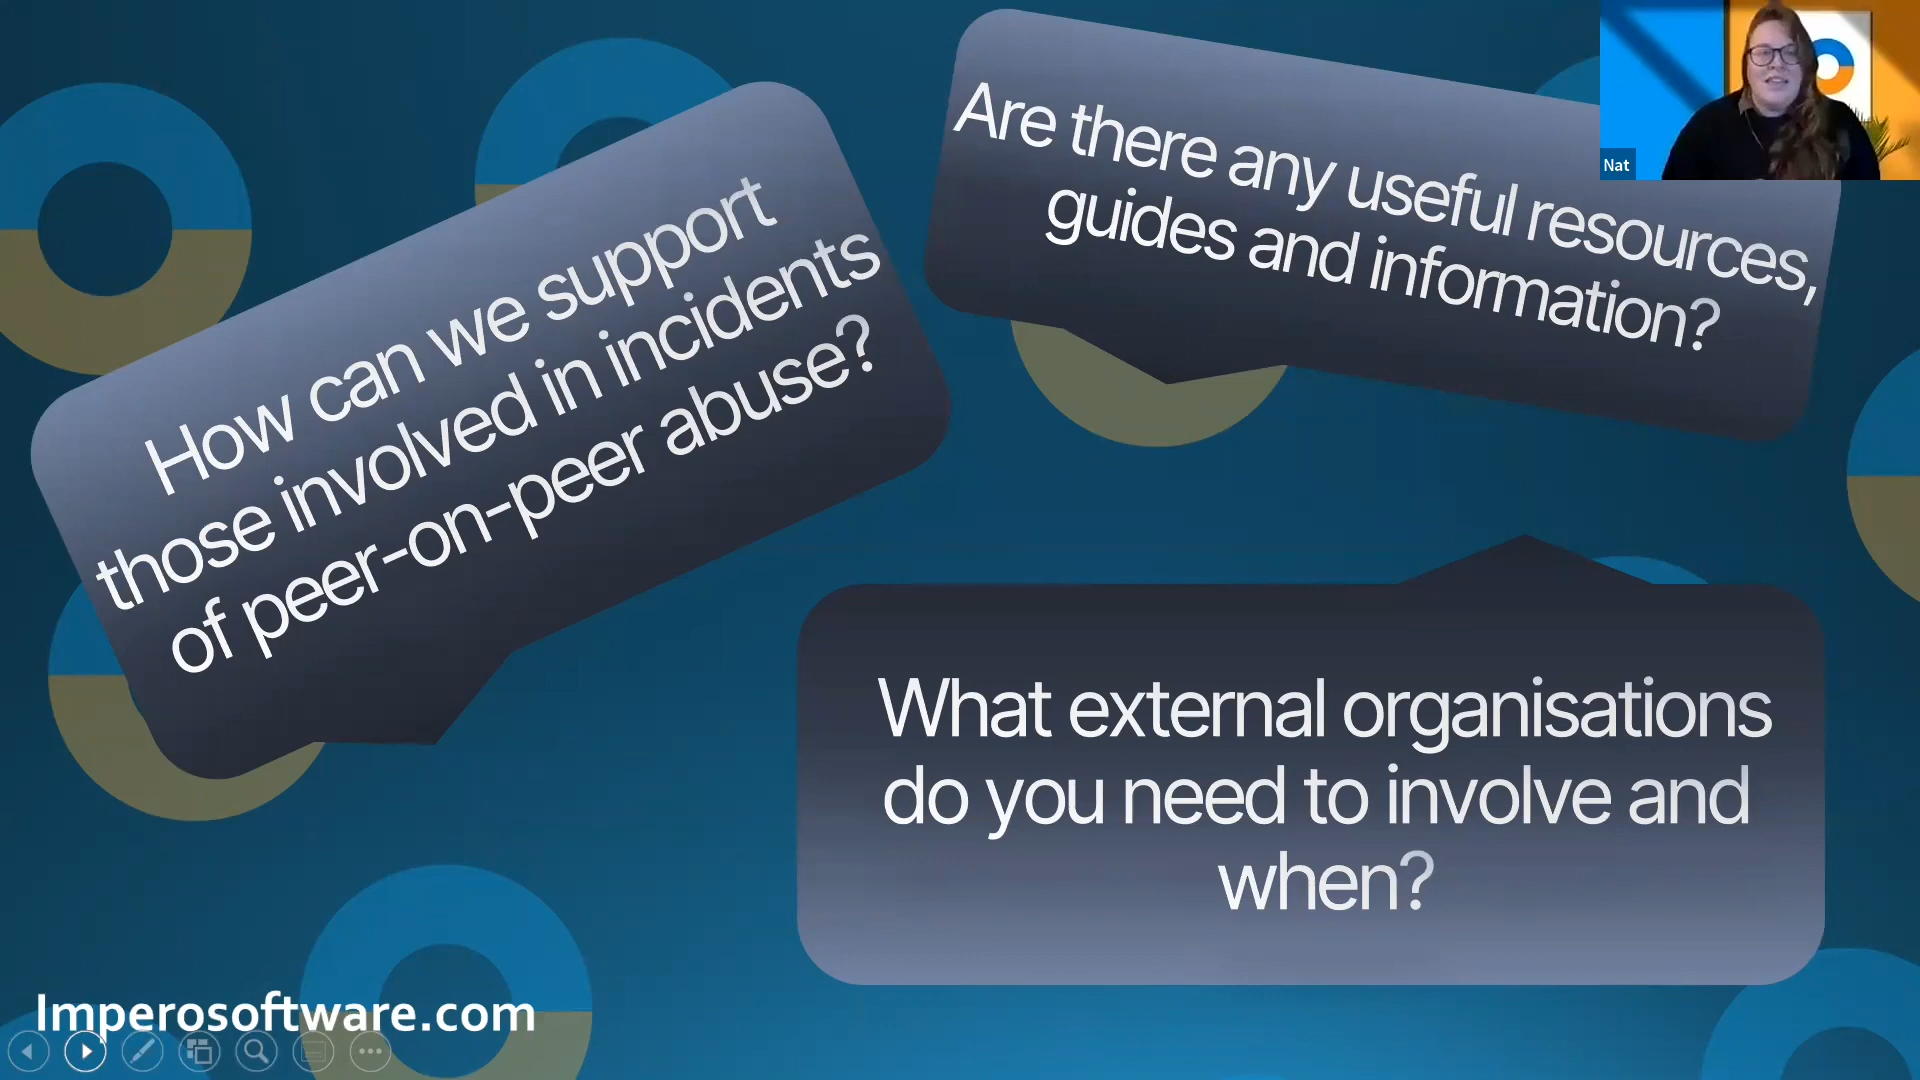 How can we support
those involved in incidents
of peer-on-peer abuse?
Are there any useful resources,
guides and information?
Nat
What external organisations
do you need to involve and
when?
Imperosoftware.com